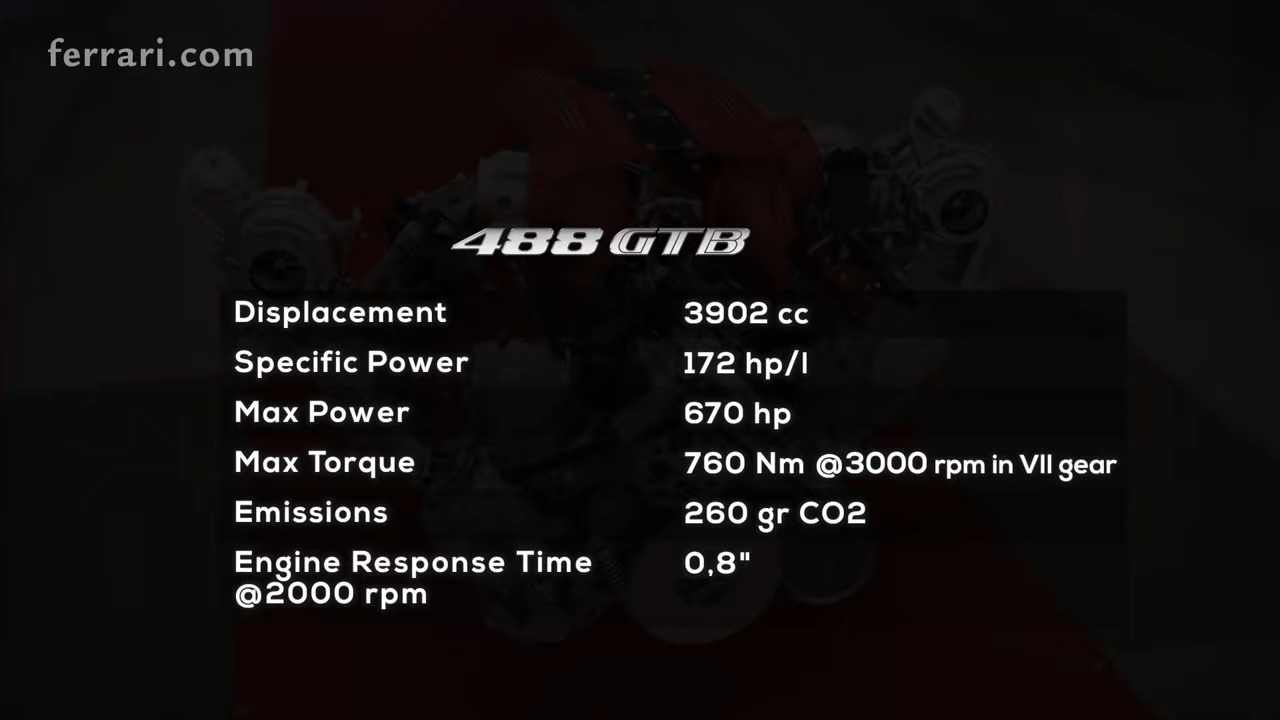 ferrari.com
488 GTB
Displacement 3902 cc
Specific Power 172 hp/l
Max Power 670 hp
Max Torque 760 Nm @3000 rpm in VII gear
Emissions 260 gr CO2
Engine Response Time 0,8"
@2000 rpm